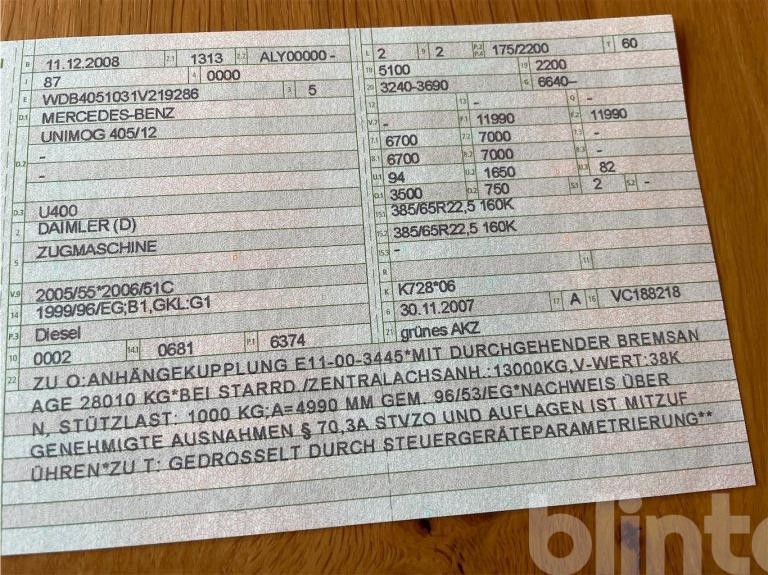 B 11.12.2008 2.1 1313 2.2 ALY00000 -
J 87 4 0000
E WDB4051031V219286 3 5
D.1 MERCEDES-BENZ
UNIMOG 405/12
D.2 -
-
D.3 U400
2 DAIMLER (D)
5 ZUGMASCHINE
V.9 2005/55*2006/51C
14 1999/96/EG;B1,GKL:G1
P.3 Diesel
10 0002 14.1 0681 P.1 6374
L 2 9 2 P.2 P.4 175/2200 T 60
18 5100 19 2200
20 3240-3690 G 6640-
12 - 13 - Q -
V.7 - F.1 11990 F.2 11990
7.1 6700 7.2 7000 7.3 -
8.1 6700 8.2 7000 8.3 -
U.1 94 U.2 1650 U.3 82
O.1 3500 O.2 750 S.1 2 S.2 -
15.1 385/65R22,5 160K
15.2 385/65R22,5 160K
15.3 -
R 11
K K728*06
6 30.11.2007 17 A 16 VC188218
21 grünes AKZ
22 ZU O:ANHÄNGEKUPPLUNG E11-00-3445*MIT DURCHGEHENDER BREMSAN
AGE 28010 KG*BEI STARRD./ZENTRALACHSANH.:13000KG,V-WERT:38K
N, STÜTZLAST: 1000 KG;A=4990 MM GEM. 96/53/EG*NACHWEIS ÜBER
GENEHMIGTE AUSNAHMEN § 70,3A STVZO UND AUFLAGEN IST MITZUF
ÜHREN*ZU T: GEDROSSELT DURCH STEUERGERÄTEPARAMETRIERUNG**
blinto